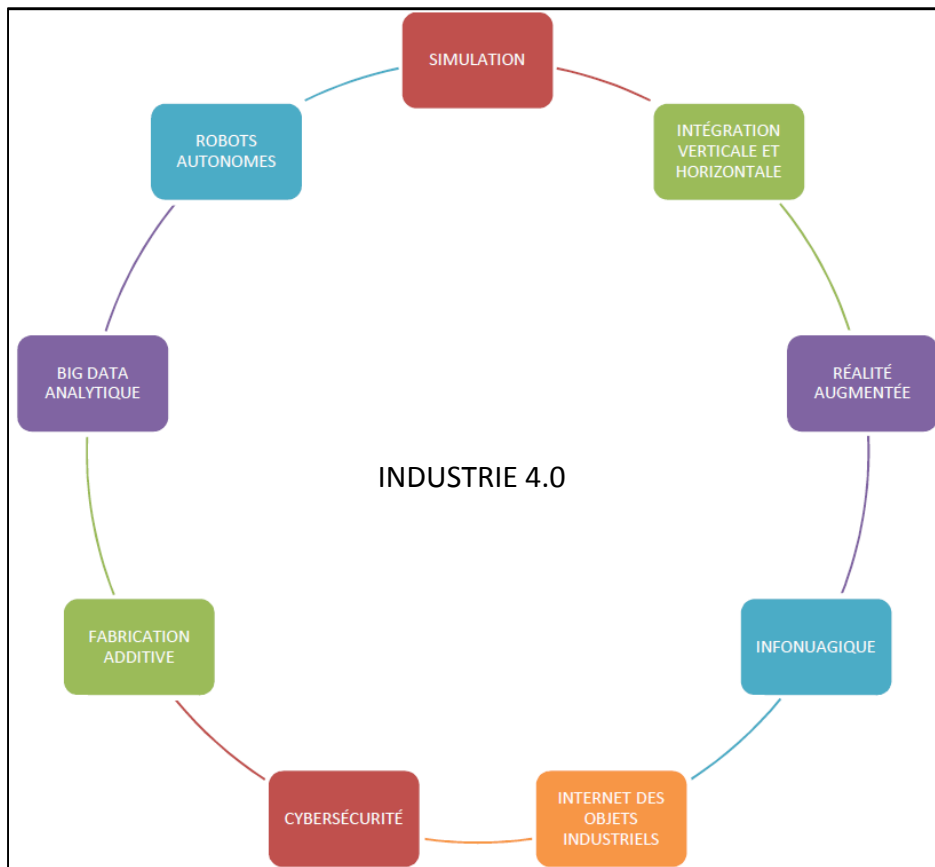 SIMULATION
INTÉGRATION
VERTICALE ET
HORIZONTALE
RÉALITÉ
AUGMENTÉE
INFONUAGIQUE
INTERNET DES
OBJETS
INDUSTRIELS
CYBERSÉCURITÉ
FABRICATION
ADDITIVE
BIG DATA
ANALYTIQUE
ROBOTS
AUTONOMES
INDUSTRIE 4.0